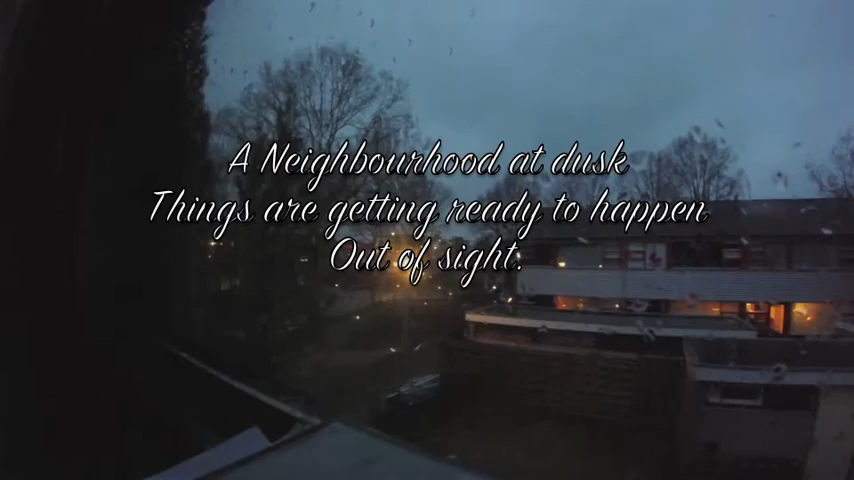 A Neighbourhood at dusk
Things are getting ready to happen
Out of sight.